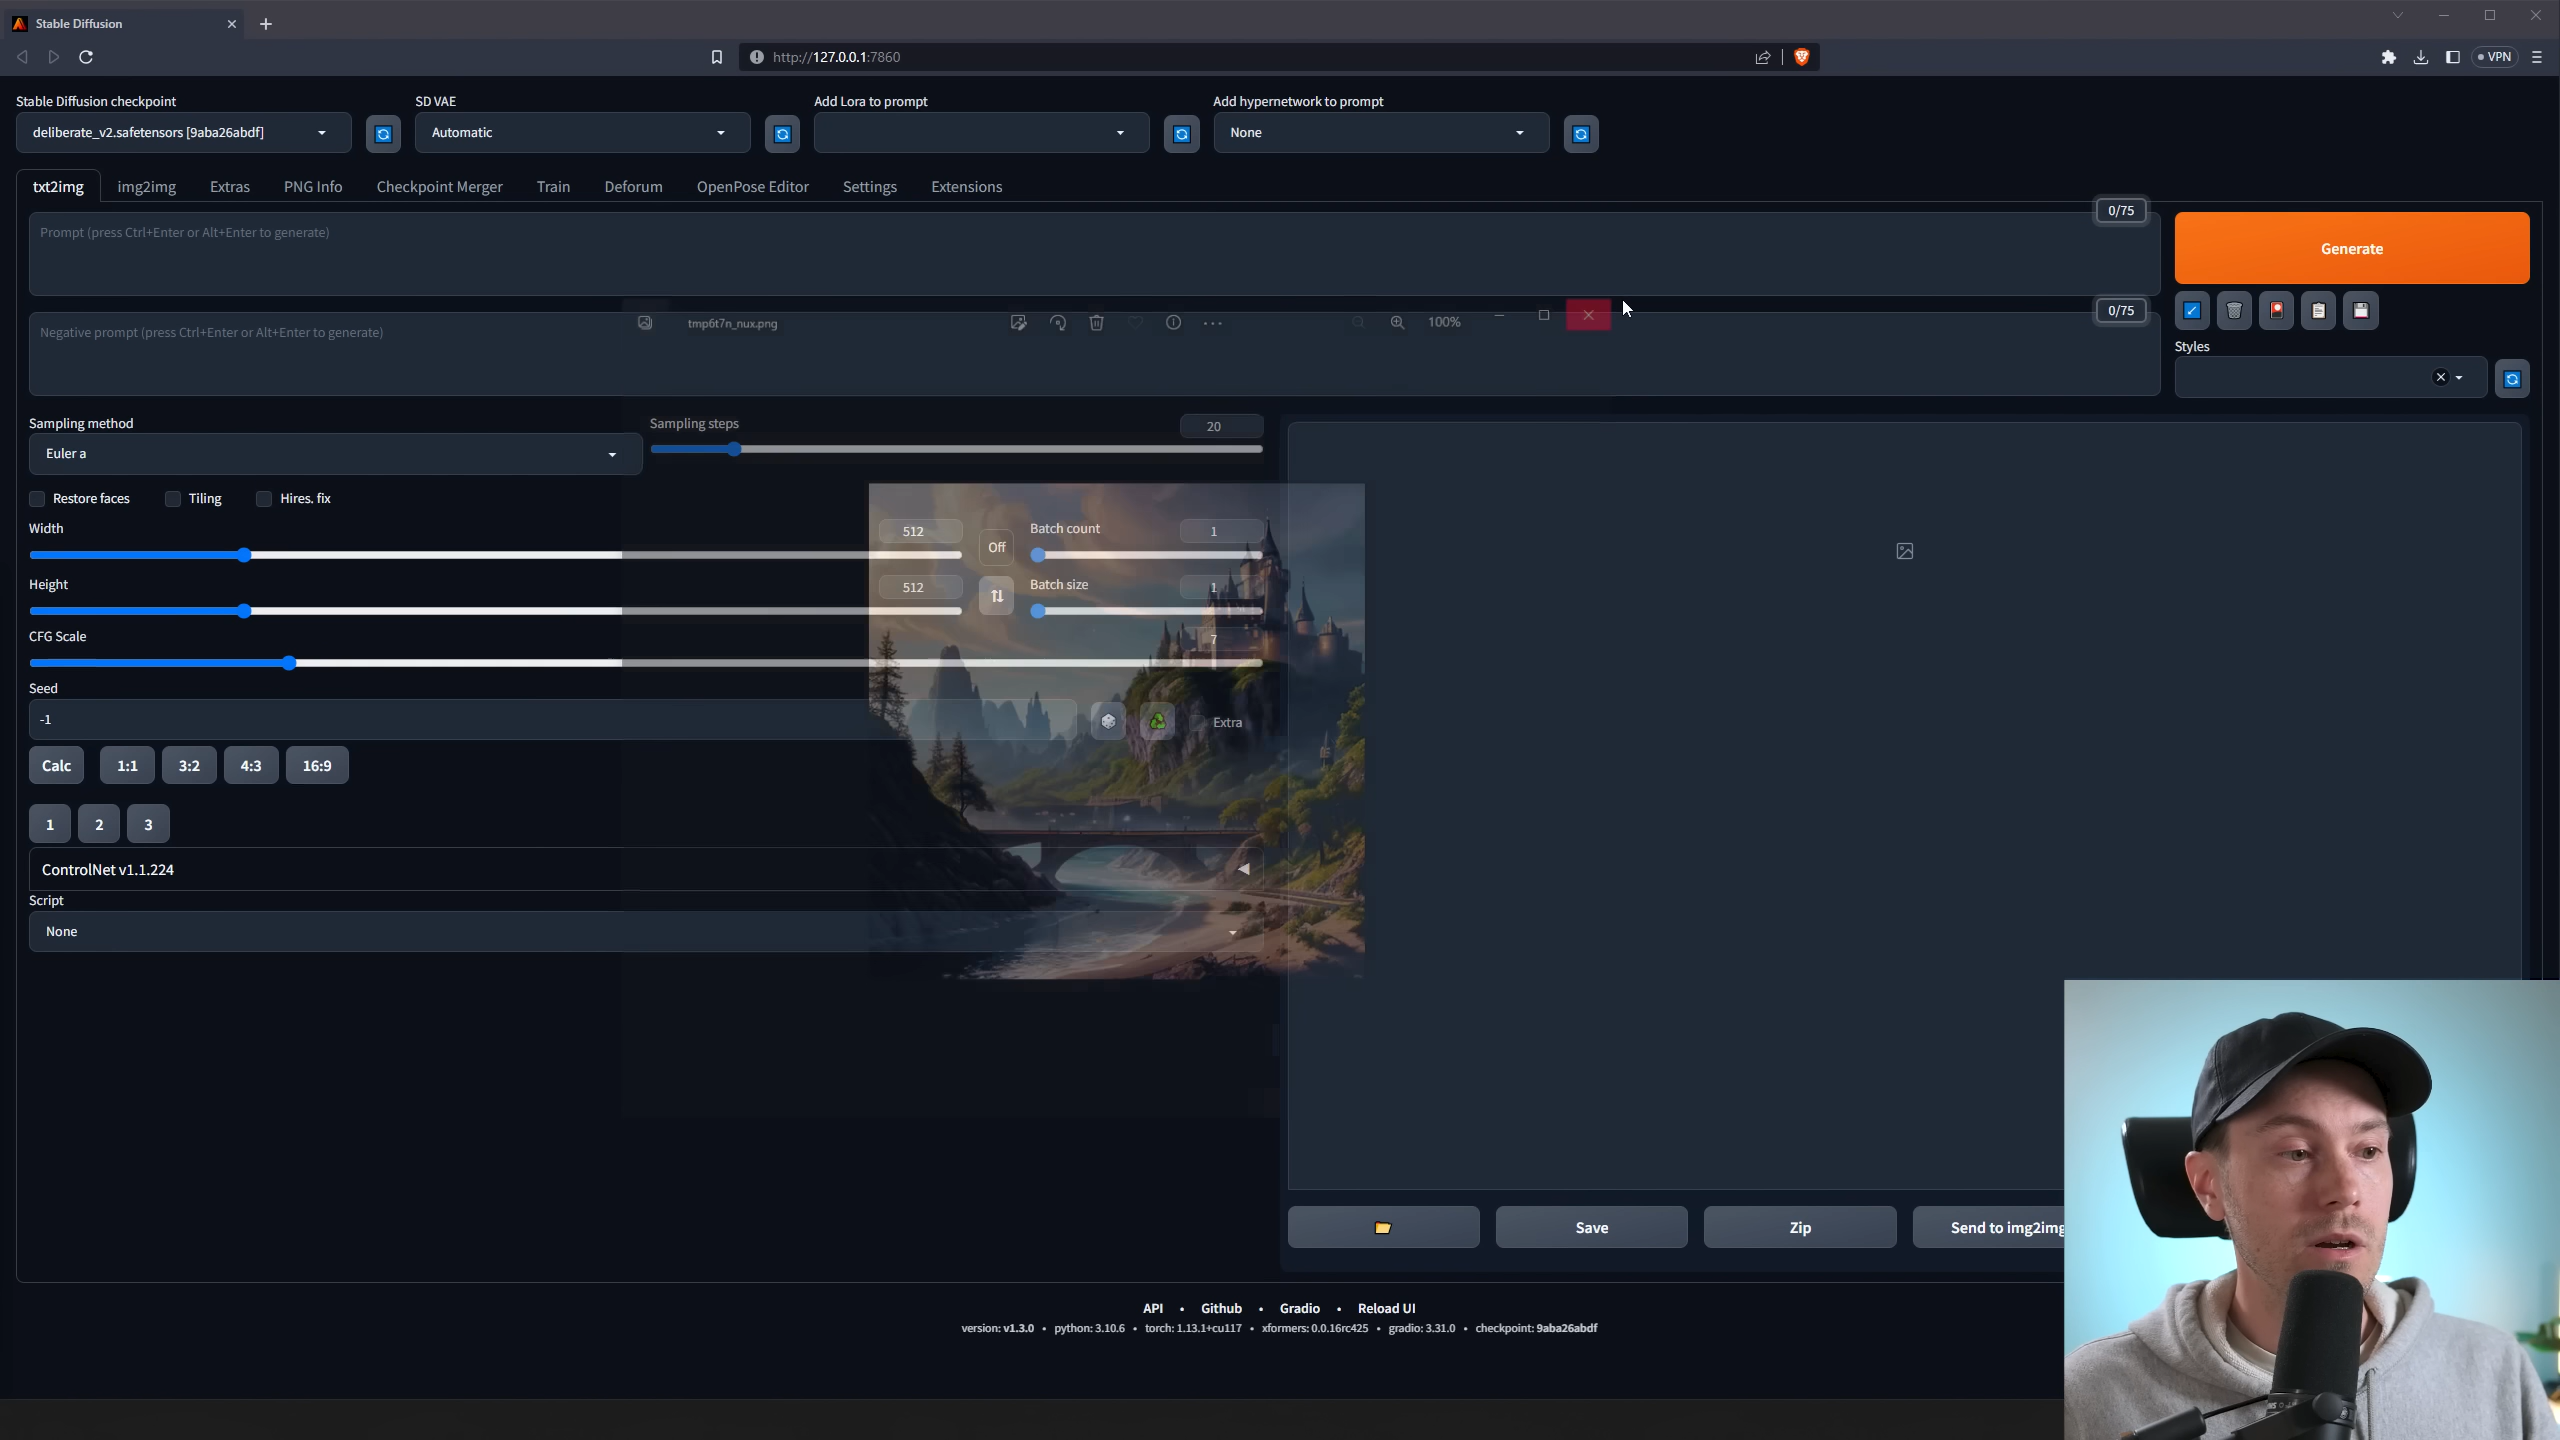 Stable Diffusion
http://127.0.0.1:7860
VPN
Stable Diffusion checkpoint
SD VAE
Add Lora to prompt
Add hypernetwork to prompt
deliberate_v2.safetensors [9aba26abdf]
Automatic
None
txt2img
img2img
Extras
PNG Info
Checkpoint Merger
Train
Deforum
OpenPose Editor
Settings
Extensions
0/75
Prompt (press Ctrl+Enter or Alt+Enter to generate)
Generate
0/75
tmp6t7n_nux.png
100%
Negative prompt (press Ctrl+Enter or Alt+Enter to generate)
Styles
Sampling method
Sampling steps
20
Euler a
Restore faces
Tiling
Hires. fix
Width
512
Off
Batch count
1
Height
512
Batch size
1
CFG Scale
7
Seed
-1
Extra
Calc
1:1
3:2
4:3
16:9
1
2
3
ControlNet v1.1.224
Script
None
Save
Zip
Send to img2img
API • Github • Gradio • Reload UI
version: v1.3.0 • python: 3.10.6 • torch: 1.13.1+cu117 • xformers: 0.0.16rc425 • gradio: 3.31.0 • checkpoint: 9aba26abdf